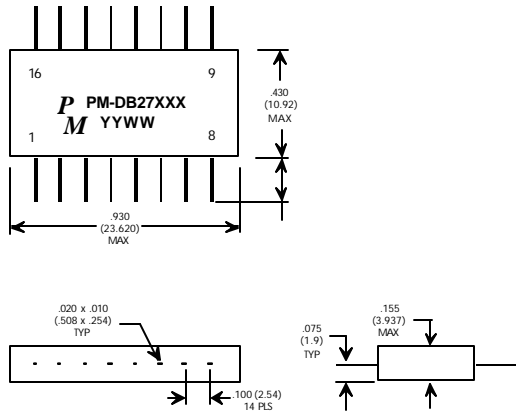 16 9
P PM-DB27XXX
M YYWW
1 8
.430
(10.92)
MAX
.930
(23.620)
MAX
.020 x .010
(.508 x .254)
TYP
.100 (2.54)
14 PLS
.075
(1.9)
TYP
.155
(3.937)
MAX